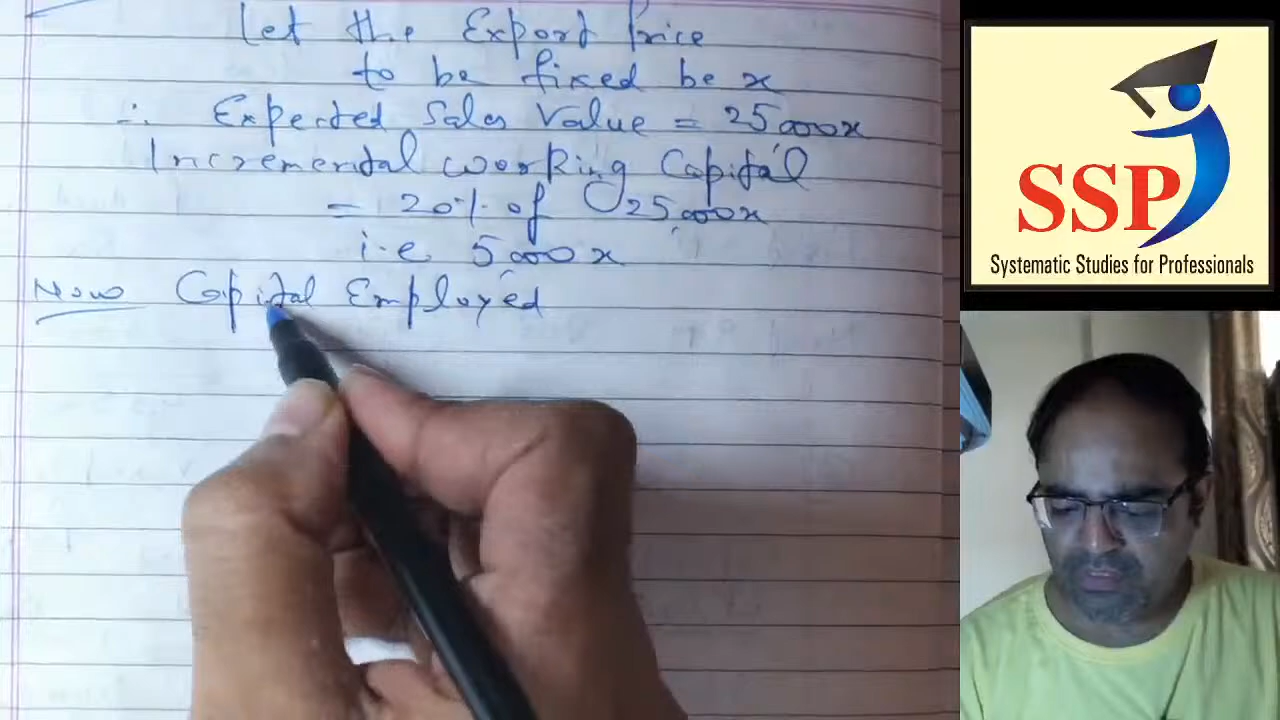 Let the Export Price
to be fixed be x
∴ Expected Sales Value = 25000x
Incremental working Capital
= 20% of 25000x
i.e 5000x
Now Capital Employed
SSP
Systematic Studies for Professionals